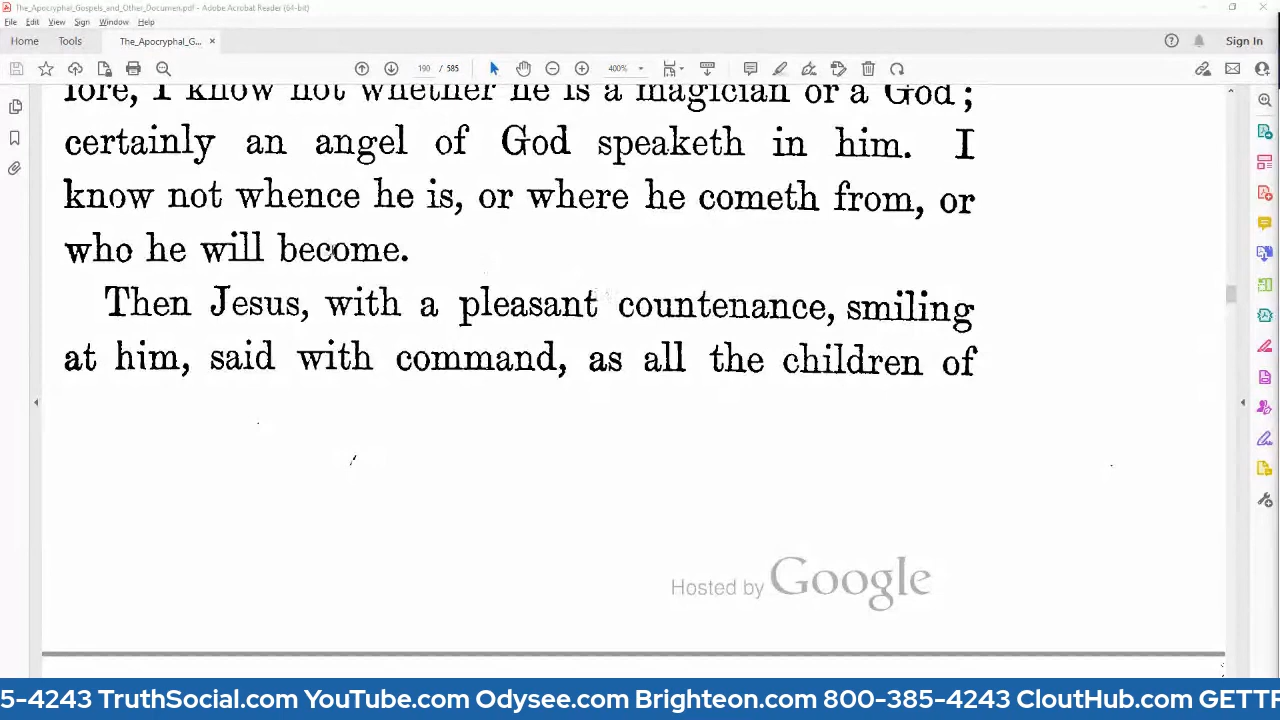 The_Apocryphal_Gospels_and_Other_Documen.pdf - Adobe Acrobat Reader (64-bit)
File Edit View Sign Window Help
Home Tools The_Apocryphal_G... × Sign In
190 / 585 400%
fore, I know not whether he is a magician or a God;
certainly an angel of God speaketh in him. I
know not whence he is, or where he cometh from, or
who he will become.
Then Jesus, with a pleasant countenance, smiling
at him, said with command, as all the children of
Hosted by Google
5-4243 TruthSocial.com YouTube.com Odysee.com Brighteon.com 800-385-4243 CloutHub.com GETTR